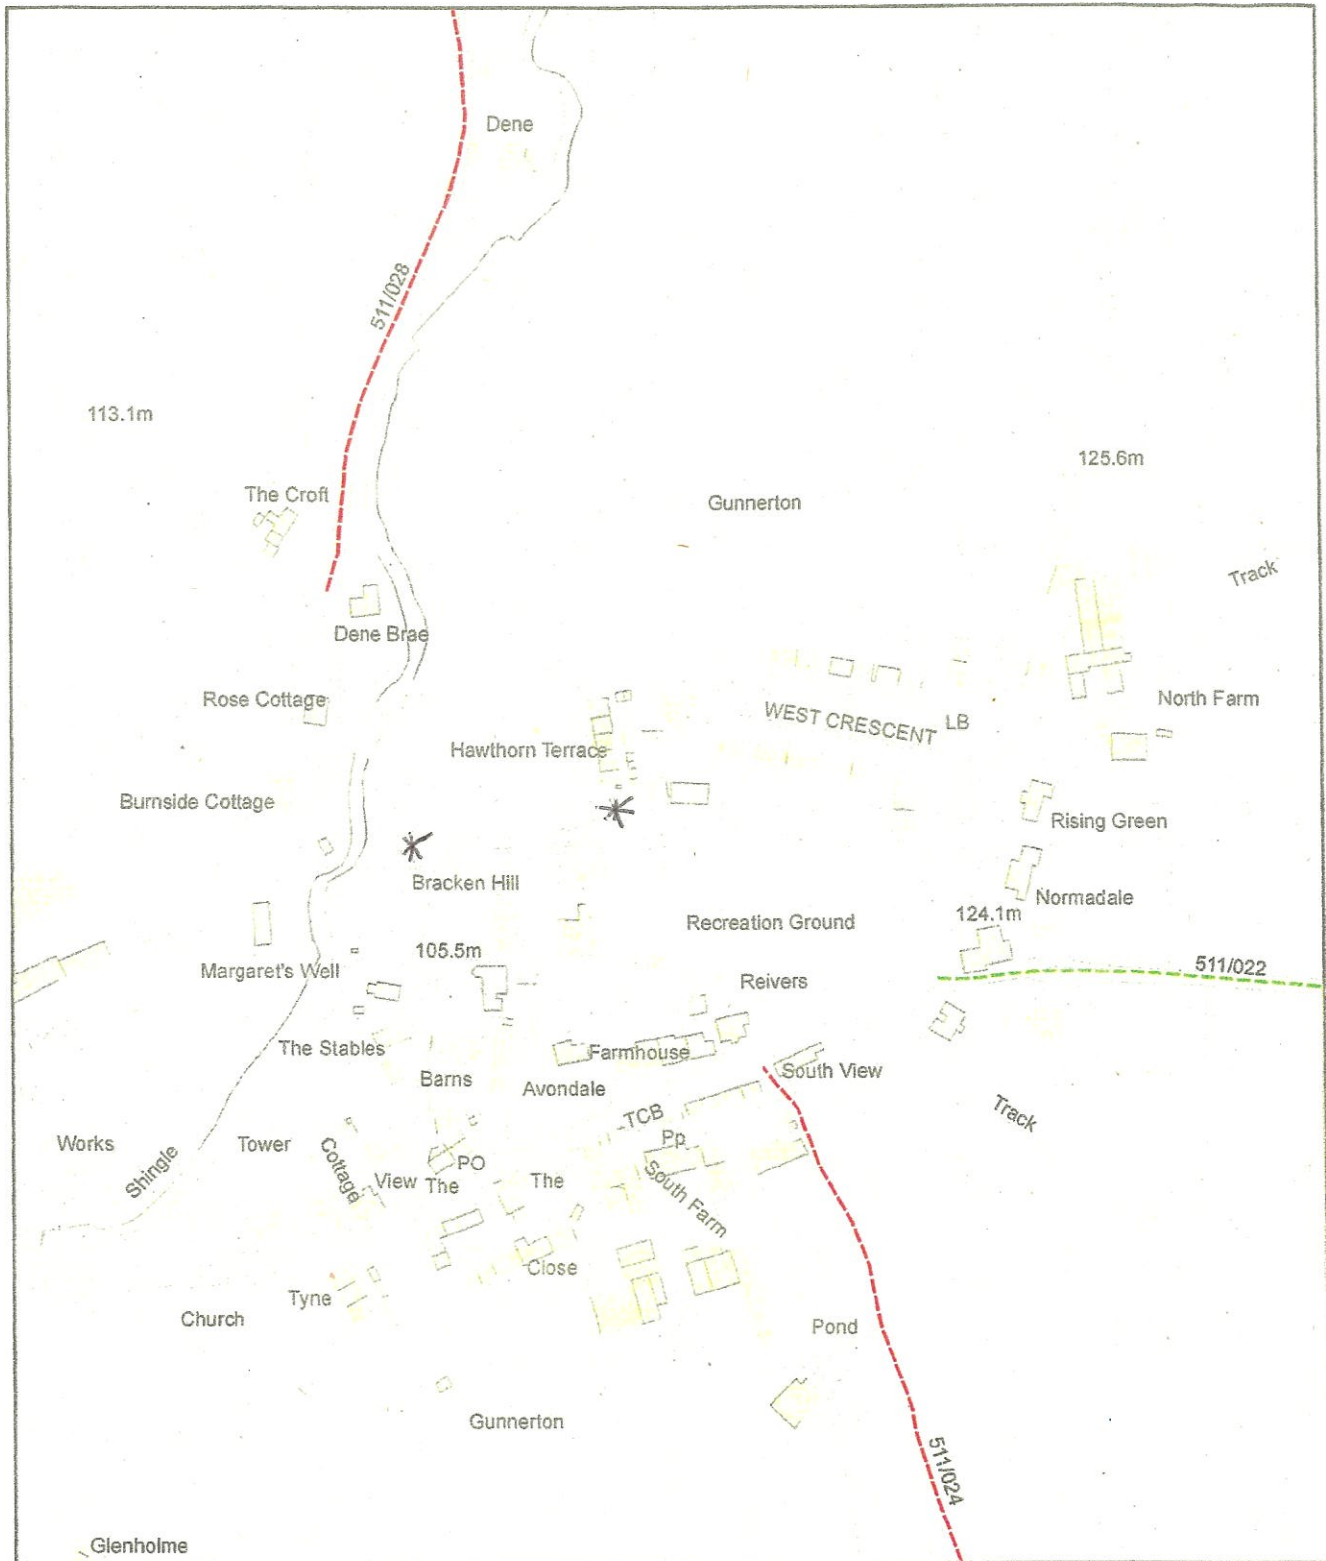 Dene
511/028
113.1m
125.6m
The Croft
Gunnerton
Track
Dene Brae
Rose Cottage
North Farm
WEST CRESCENT
LB
Hawthorn Terrace
Burnside Cottage
Rising Green
Bracken Hill
Normadale
124.1m
Recreation Ground
105.5m
511/022
Margaret's Well
Reivers
The Stables
Farmhouse
South View
Barns
Avondale
Track
TCB
Works
Tower
Pp
Cottage
PO
Shingle
View
The
The
South Farm
Close
Tyne
Church
Pond
Gunnerton
511/024
Glenholme